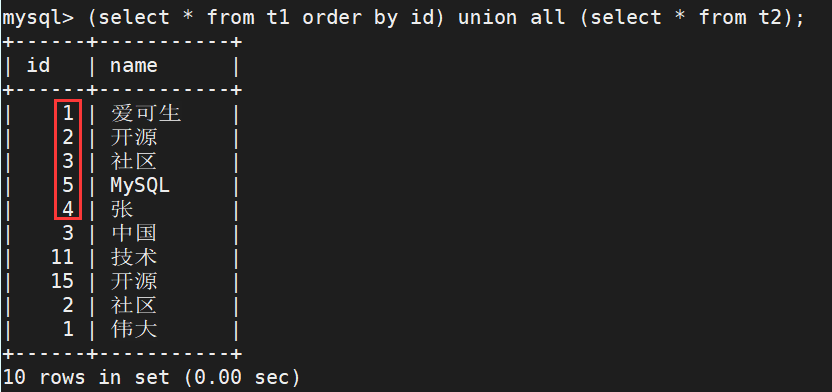 mysql> (select * from t1 order by id) union all (select * from t2);
+------+-----------+
| id   | name      |
+------+-----------+
|    1 | 爱可生    |
|    2 | 开源      |
|    3 | 社区      |
|    5 | MySQL     |
|    4 | 张        |
|    3 | 中国      |
|   11 | 技术      |
|   15 | 开源      |
|    2 | 社区      |
|    1 | 伟大      |
+------+-----------+
10 rows in set (0.00 sec)